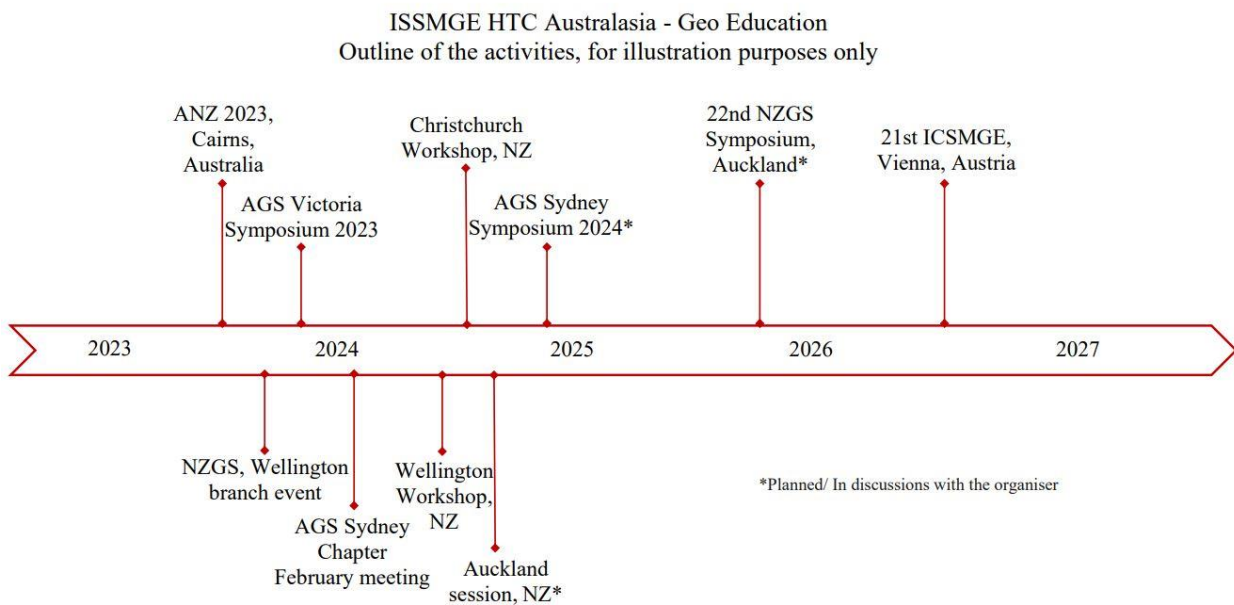 ISSMGE HTC Australasia - Geo Education
Outline of the activities, for illustration purposes only
ANZ 2023,
Cairns,
Australia
AGS Victoria
Symposium 2023
Christchurch
Workshop, NZ
AGS Sydney
Symposium 2024*
22nd NZGS
Symposium,
Auckland*
21st ICSMGE,
Vienna, Austria
2023
2024
2025
2026
2027
NZGS, Wellington
branch event
AGS Sydney
Chapter
February meeting
Wellington
Workshop,
NZ
Auckland
session, NZ*
*Planned/ In discussions with the organiser